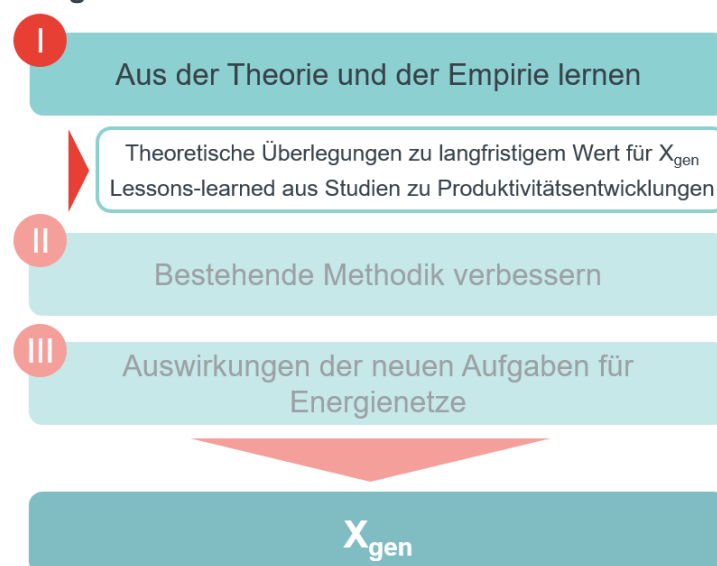 I
Aus der Theorie und der Empirie lernen
Theoretische Überlegungen zu langfristigem Wert für Xgen
Lessons-learned aus Studien zu Produktivitätsentwicklungen
II
Bestehende Methodik verbessern
III
Auswirkungen der neuen Aufgaben für
Energienetze
Xgen